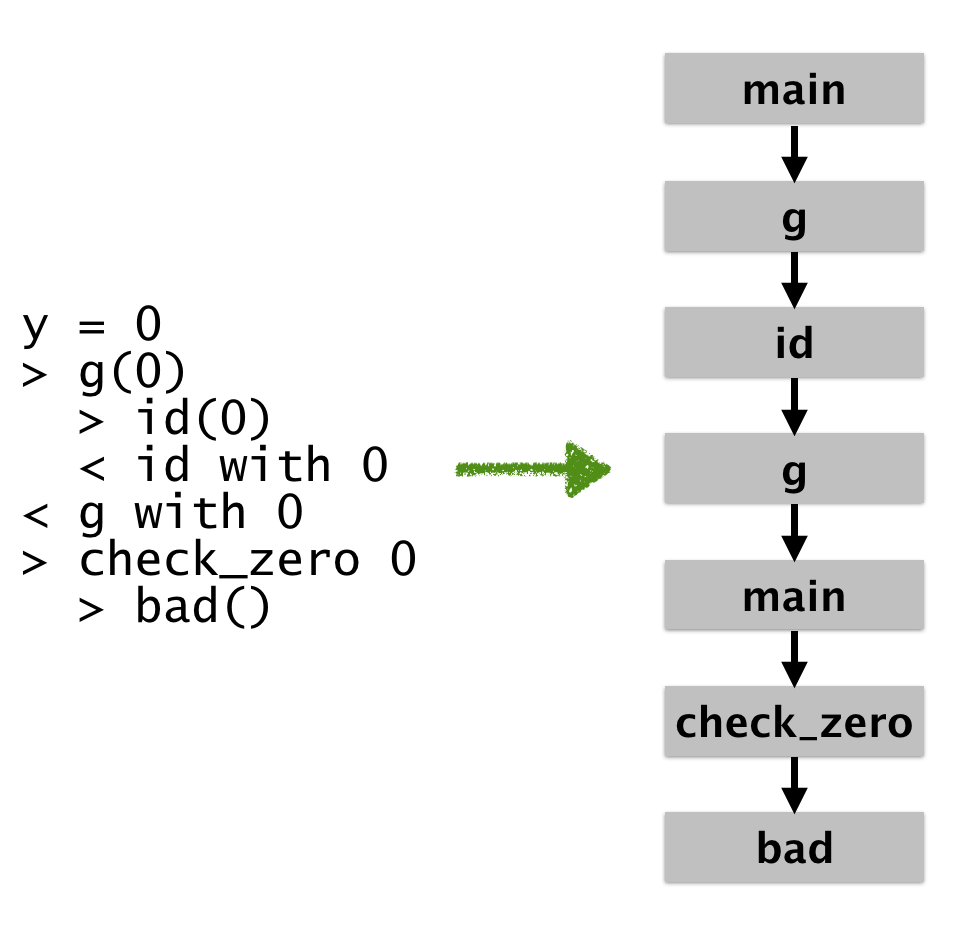 y = 0
> g(0)
  > id(0)
  < id with 0
< g with 0
> check_zero 0
  > bad()
main
g
id
g
main
check_zero
bad